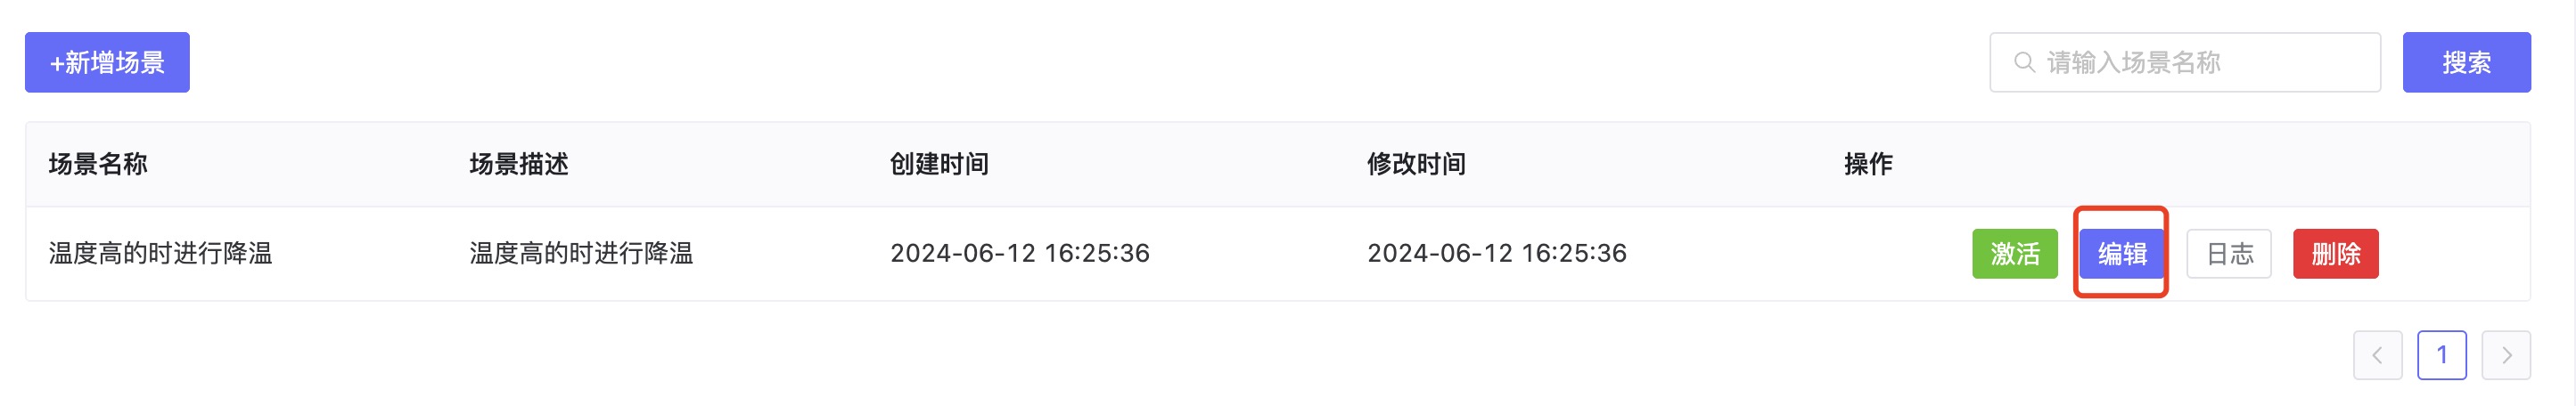 +新增场景 请输入场景名称 搜索
场景名称 场景描述 创建时间 修改时间 操作
温度高的时进行降温 温度高的时进行降温 2024-06-12 16:25:36 2024-06-12 16:25:36 激活 编辑 日志 删除
1